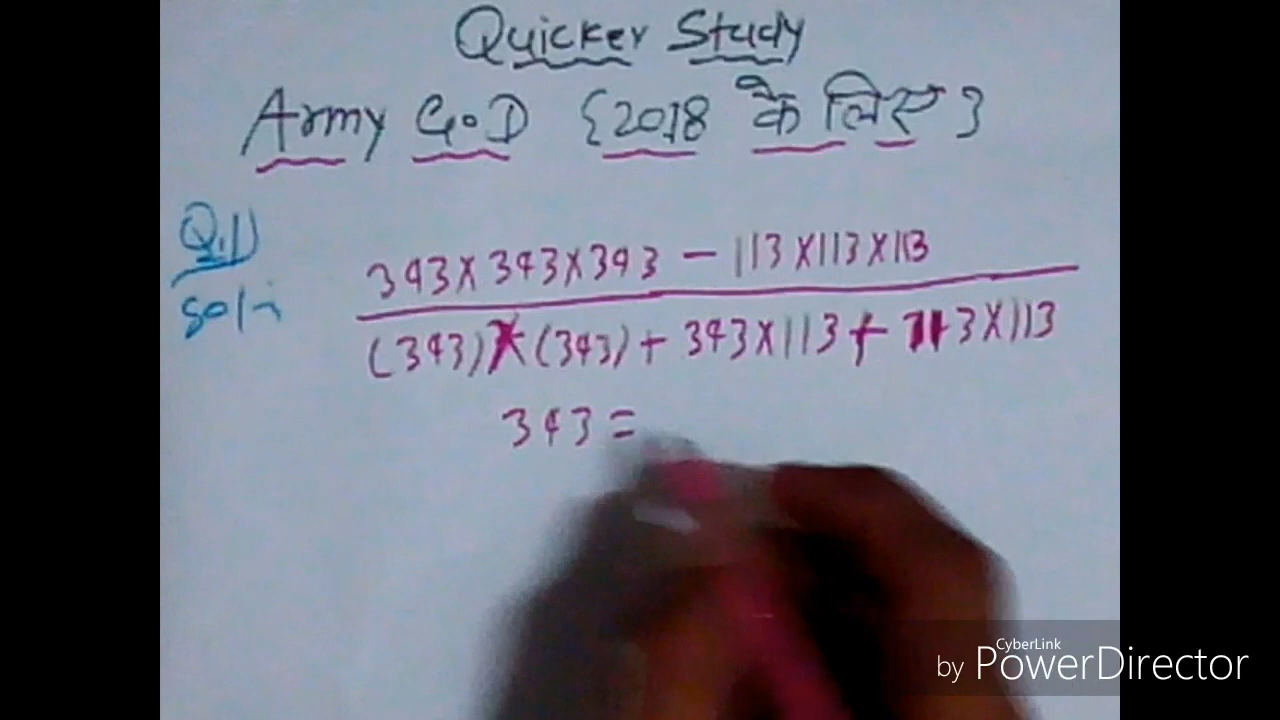 Quicker Study
Army G.D {2018 के लिए}
Q.1)
343×343×343 - 113×113×113
Soln
(343)×(343)+ 343×113+ 113×113
343 =
CyberLink
by PowerDirector